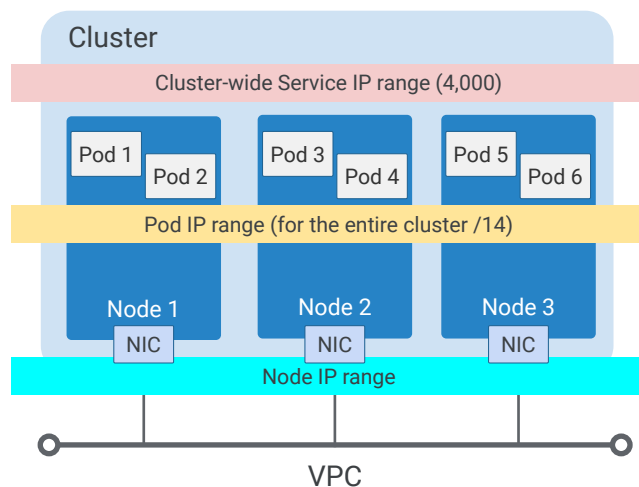 Cluster
Cluster-wide Service IP range (4,000)
Pod 1
Pod 2
Pod 3
Pod 4
Pod 5
Pod 6
Pod IP range (for the entire cluster /14)
Node 1
Node 2
Node 3
NIC
NIC
NIC
Node IP range
VPC